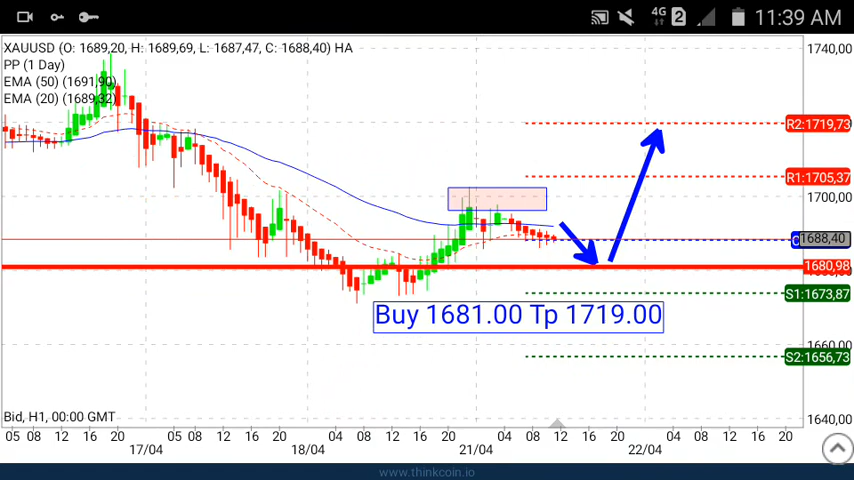 4G 2 11:39 AM
XAUUSD (O: 1689,20, H: 1689,69, L: 1687,47, C: 1688,40) HA
PP (1 Day)
EMA (50) (1691,90)
EMA (20) (1689,32)
1740,00
R2:1719,73
R1:1705,37
1700,00
1688,40
1680,98
S1:1673,87
Buy 1681.00 Tp 1719.00
1660,00
S2:1656,73
Bid, H1, 00:00 GMT
1640,00
05 08 12 16 20 05 08 12 16 20 04 08 12 16 20 04 08 12 16 20 04 08 12 16 20
17/04 18/04 21/04 22/04
www.thinkcoin.io